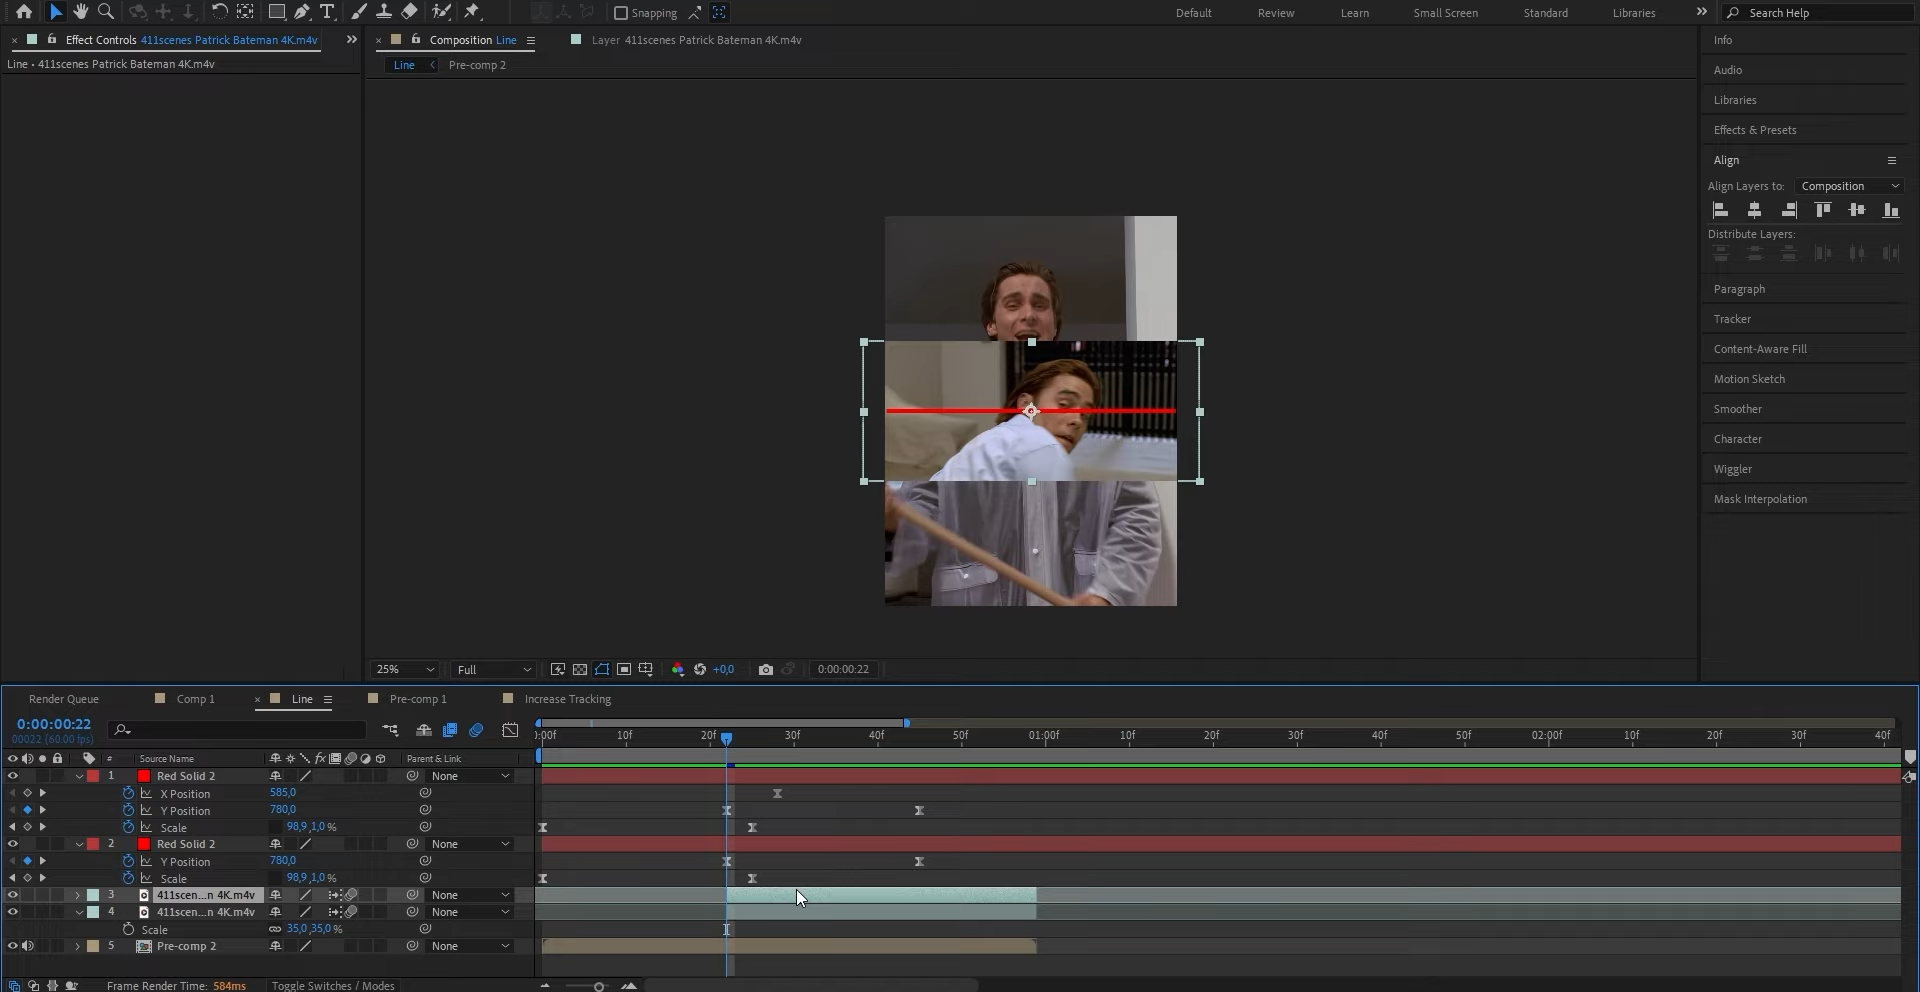 Snapping
Default
Review
Learn
Small Screen
Standard
Libraries
»
Search Help
× Effect Controls 411scenes Patrick Bateman 4K.m4v »
Line • 411scenes Patrick Bateman 4K.m4v
× Composition Line
Layer 411scenes Patrick Bateman 4K.m4v
Line < Pre-comp 2
Info
Audio
Libraries
Effects & Presets
Align
Align Layers to: Composition
Distribute Layers:
Paragraph
Tracker
Content-Aware Fill
Motion Sketch
Smoother
Character
Wiggler
Mask Interpolation
25%
Full
+0,0
0:00:00:22
Render Queue
Comp 1
× Line
Pre-comp 1
Increase Tracking
0:00:00:22
00022 (60.00 fps)
0:00f 10f 20f 30f 40f 50f 01:00f 10f 20f 30f 40f 50f 02:00f 10f 20f 30f 40f
# Source Name fx Parent & Link
1 Red Solid 2 None
X Position 585,0
Y Position 780,0
Scale 98,9,1,0 %
2 Red Solid 2 None
Y Position 780,0
Scale 98,9,1,0 %
3 411scen...n 4K.m4v None
4 411scen...n 4K.m4v None
Scale 35,0,35,0 %
5 Pre-comp 2 None
Frame Render Time: 584ms
Toggle Switches / Modes